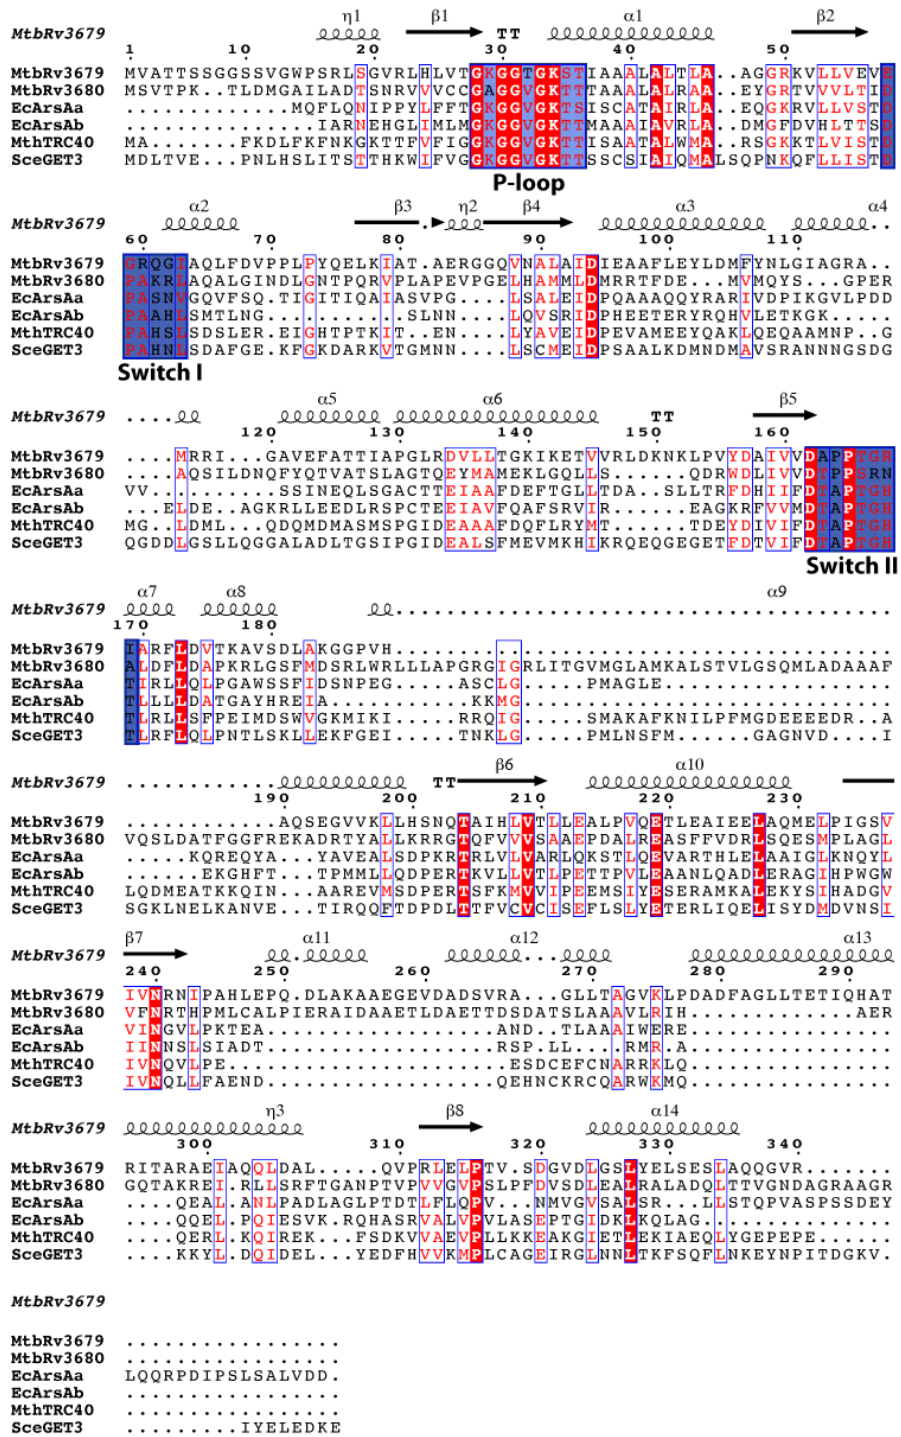 η1 β1 α1 β2
MtbRv3679 TT
1 10 20 30 40 50
MtbRv3679 MVATTSSGGSSVGWPSRLSGVRLHLVTGKGGTGKSTIAAALALTLA..AGGRKVLLVEVE
MtbRv3680 MSVTPK.TLDMGAILADTSNRVVVCCGAGGVGKTTTAAALALRAA..EYGRTVVVLTID
EcArsAa .............MQFLQNIPPYLFFTGKGGVGKTSISCATAIRLA..EQGKRVLLVSTD
EcArsAb ............IARNEHGLIMLMGKGGVGKTTMAAAIAVRLA..DMGFDVHLTTSD
MthTRC40 MA.......FKDLFKFNKGKTTFVFIGGKGGVGKTTISAATALWMA..RSGKKTLVISTD
SceGET3 MDLTVE...PNLHSLITSTTHKWIFVGGKGGVGKTTSSCSIAIQMALSQPNKQFLLISTD
P-loop
α2 β3 η2 β4 α3 α4
MtbRv3679
60 70 80 90 100 110
MtbRv3679 GRQGIAQLFDVPPLPYQELKIAT.AERGGQVNALAIDIEAAFLEYLDMFYNLGIAGRA..
MtbRv3680 PAKRLAQALGINDLGNTPQRVPLAPEVPGELHAMMLDMRRTFDE...MVMQYS...GPER
EcArsAa PASNVGQVFSQ.TIGITIQAIASVPG....LSALEIDPQAAAQQYRARIVDPIKGVLPDD
EcArsAb PAAHLSMTLNG.........SLNN....LQVSRIDPHEETERYRQHVLETKGK.......
MthTRC40 PAHSLSDSLER.EIGHTPTKIT..EN....LYAVEIDPEVAMEEYQAKLQEQAAMNP..G
SceGET3 PAHNLSDAFGE.KFGKDARKVTGMNN....LSCMEIDPSAALKDMNDMAVSRANNNGSDG
Switch I
α5 α6 β5
MtbRv3679 TT
120 130 140 150 160
MtbRv3679 ....MRRI...GAVEFATTIAPGLRDVLLTGKIKETVVRLDKNKLPVYDAIVVDAPPTGR
MtbRv3680 ....AQSILDNQFYQTVATSLAGTQEYMAMEKLGQLLS......QDRWDLIVVDTPPSRN
EcArsAa VV..........SSINEQLSGACTTEIAAFDEFTGLLTDA..SLLTRFDHIIFDTAPTGH
EcArsAb ..ELDE..AGKRLLEEDLRSPCTEEIAVFQAFSRVIR......EAGKRFVVMDTAPTGH
MthTRC40 MG..LDML...QDQMDMASMSPGIDEAAAFDQFLRYMT......TDEYDIVIFDTAPTGH
SceGET3 QGDDLGSLLQGGALADLTGSIPGIDEALSFMEVMKHIKRQEQGEGETFDTVIFDTAPTGH
Switch II
α7 α8 α9
MtbRv3679
170 180
MtbRv3679 IARFLDVTKAVSDLAKGGPVH.......................................
MtbRv3680 ALDFLDAPKRLGSFMDSRLWRLLLAPGRGIGRLITGVMGLAMKALSTVLGSQMLADAAAF
EcArsAa TIRLLQLPGAWSSFIDSNPEG.....ASCLG.....PMAGLE..................
EcArsAb TLLLLDATGAYHREIA..........KKMG..............................
MthTRC40 TLRLLSFPEIMDSWVGKMIKI.....RRQIG.....SMAKAFKNILPFMGDEEEEDR..A
SceGET3 TLRFLQLPNTLSKLLEKFGEI.....TNKLG.....PMLNSFM......GAGNVD....I
β6 α10
MtbRv3679 TT
190 200 210 220 230
MtbRv3679 ............AQSEGVVKLLHSNQTAIHLVTLLEALPVQETLEAIEELAQMELPIGSV
MtbRv3680 VQSLDATFGGFREKADRTYALLKRRGTQFVVVSAAEPDALREASFFVDRLSQESMPLAGL
EcArsAa .....KQREQYA...YAVEALSDPKRTRLVLVARLQKSTLQEVARTHLELAAIGLKNQYL
EcArsAb ......EKGHFT...TPMMLLQDPERTKVLLVTLPETTPVLEAANLQADLERAGIHPWGW
MthTRC40 LQDMEATKKQIN...AAREVMSDPERTSFKMVVIPEEMSIYESERAMKALEKYSIHADGV
SceGET3 SGKLNELKANVE...TIRQQFTDPDLTTFVCVCISEFLSLYETERLIQELISYDMDVNSI
β7 α11 α12 α13
MtbRv3679
240 250 260 270 280 290
MtbRv3679 IVNRNIPAHLEPQ.DLAKAAAEGEVDADSVRA...GLLTAGVKLPDADFAGLLTETIQHAT
MtbRv3680 VFNRTHPMLCALPIERAIDAAETLDAETTDSDATSLAAAVLRIH.............AER
EcArsAa VINGVLPKTEA..................AND..TLAAAIWERE................
EcArsAb IINNSLSIADT..................RSP.LL...RMR.A.................
MthTRC40 IVNQVLPE...................ESDCEFCNARRKLQ...................
SceGET3 IVNQLLFAEND.................QEHNCKRCQARWKMQ.................
η3 β8 α14
MtbRv3679
300 310 320 330 340
MtbRv3679 RITARAEIAQQLDAL.....QVPRLELPTV.SDGVDLGSLYELSESLAQQGVR.......
MtbRv3680 GQTAKREI.RLLSRFTGANPTVPVVGVPSLPFDVSDLEALRALADQLTTVGNDAGRAAGR
EcArsAa ..QEAL.ANLPADLAGLPTDTLFLQPV..NMVGVSALSR...LLSTQPVASPSSDEY
EcArsAb ..QQEL.PQIESVK.RQHASRVALVPVLASEPTGIDKLKQLAG..............
MthTRC40 ..QERL.KQIREK...FSDKVVAEVPLLKKEAKGIETLEKIAEQLYGEPEPE.....
SceGET3 ..KKYL.DQIDEL...YEDFHVVKMPLCAGEIRGLNNLTKFSQFLNKEYNPITDGKV.
MtbRv3679
MtbRv3679 .................
MtbRv3680 .................
EcArsAa LQQRPDIPSLSALVDD.
EcArsAb .................
MthTRC40 .................
SceGET3 .........IYELEDKE